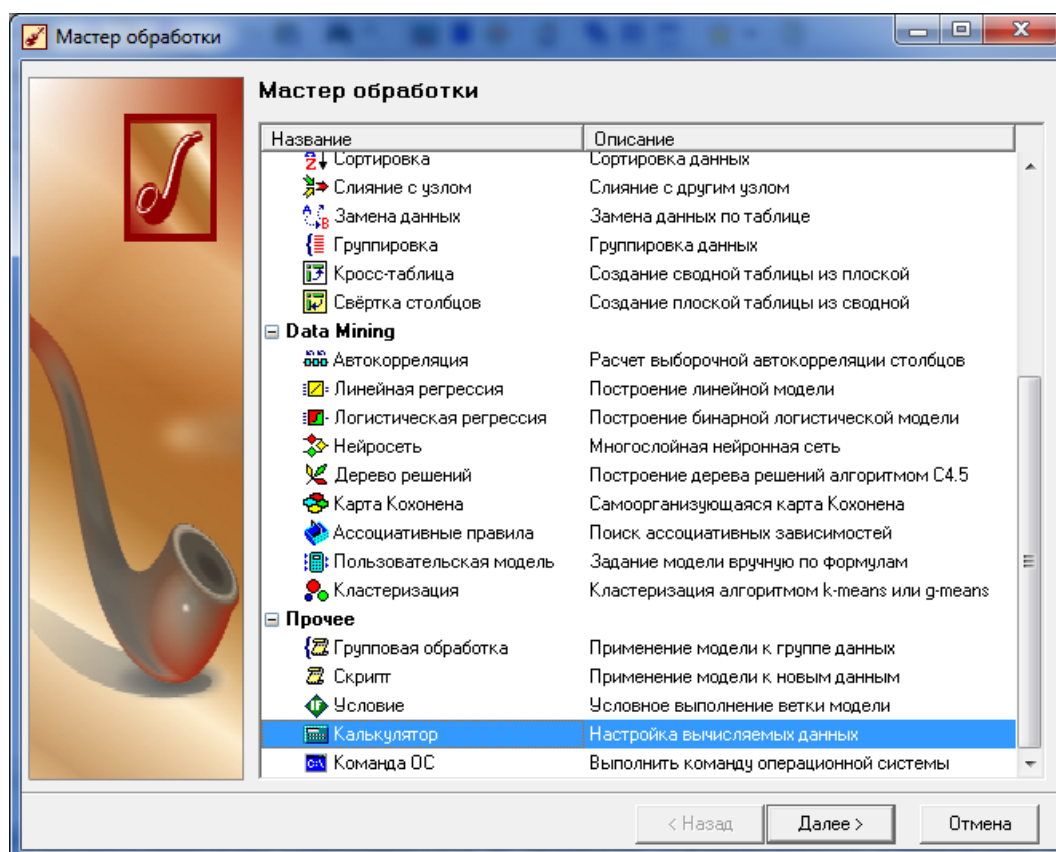 Мастер обработки
Мастер обработки
Название Описание
Сортировка Сортировка данных
Слияние с узлом Слияние с другим узлом
Замена данных Замена данных по таблице
Группировка Группировка данных
Кросс-таблица Создание сводной таблицы из плоской
Свёртка столбцов Создание плоской таблицы из сводной
Data Mining
Автокорреляция Расчет выборочной автокорреляции столбцов
Линейная регрессия Построение линейной модели
Логистическая регрессия Построение бинарной логистической модели
Нейросеть Многослойная нейронная сеть
Дерево решений Построение дерева решений алгоритмом C4.5
Карта Кохонена Самоорганизующаяся карта Кохонена
Ассоциативные правила Поиск ассоциативных зависимостей
Пользовательская модель Задание модели вручную по формулам
Кластеризация Кластеризация алгоритмом k-means или g-means
Прочее
Групповая обработка Применение модели к группе данных
Скрипт Применение модели к новым данным
Условие Условное выполнение ветки модели
Калькулятор Настройка вычисляемых данных
Команда ОС Выполнить команду операционной системы
< Назад Далее > Отмена